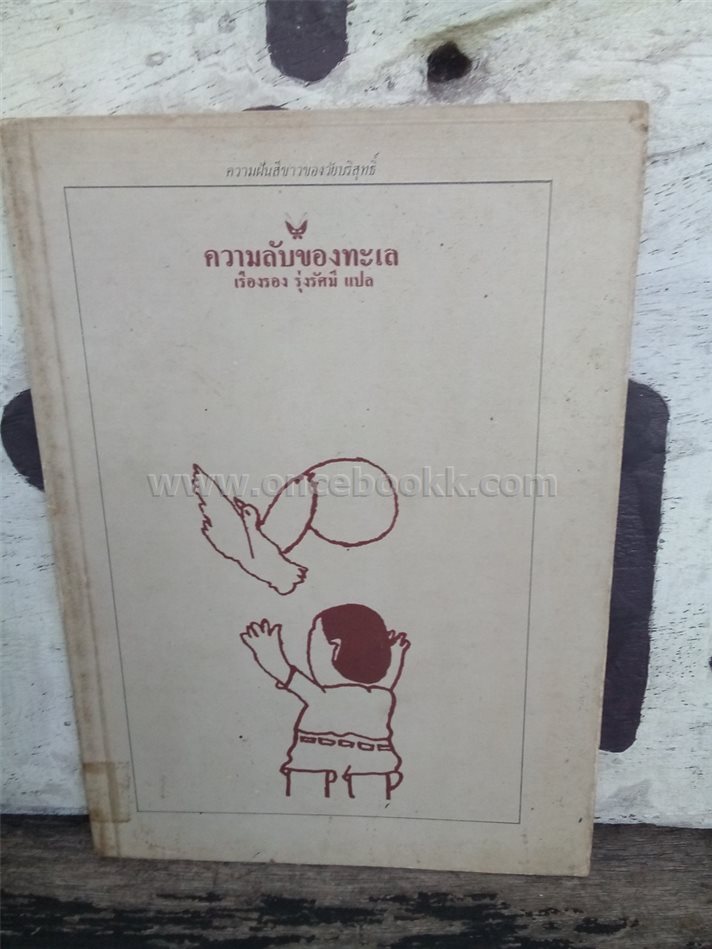 ความฝันสีขาวของวัยบริสุทธิ์
ความลับของทะเล
เรืองรอง รุ่งรัศมี แปล
www.oncebookk.com